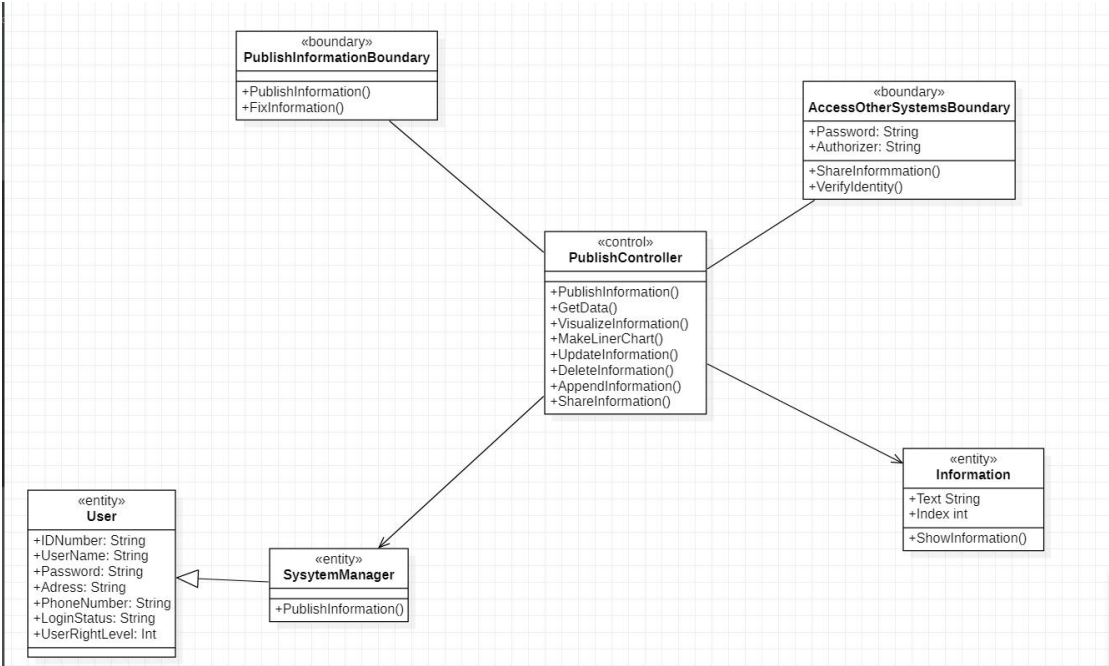 «boundary»
PublishInformationBoundary
+PublishInformation()
+FixInformation()
«boundary»
AccessOtherSystemsBoundary
+Password: String
+Authorizer: String
+ShareInformmation()
+VerifyIdentity()
«control»
PublishController
+PublishInformation()
+GetData()
+VisualizeInformation()
+MakeLinerChart()
+UpdateInformation()
+DeleteInformation()
+AppendInformation()
+ShareInformation()
«entity»
Information
+Text String
+Index int
+ShowInformation()
«entity»
User
+IDNumber: String
+UserName: String
+Password: String
+Adress: String
+PhoneNumber: String
+LoginStatus: String
+UserRightLevel: Int
«entity»
SysytemManager
+PublishInformation()